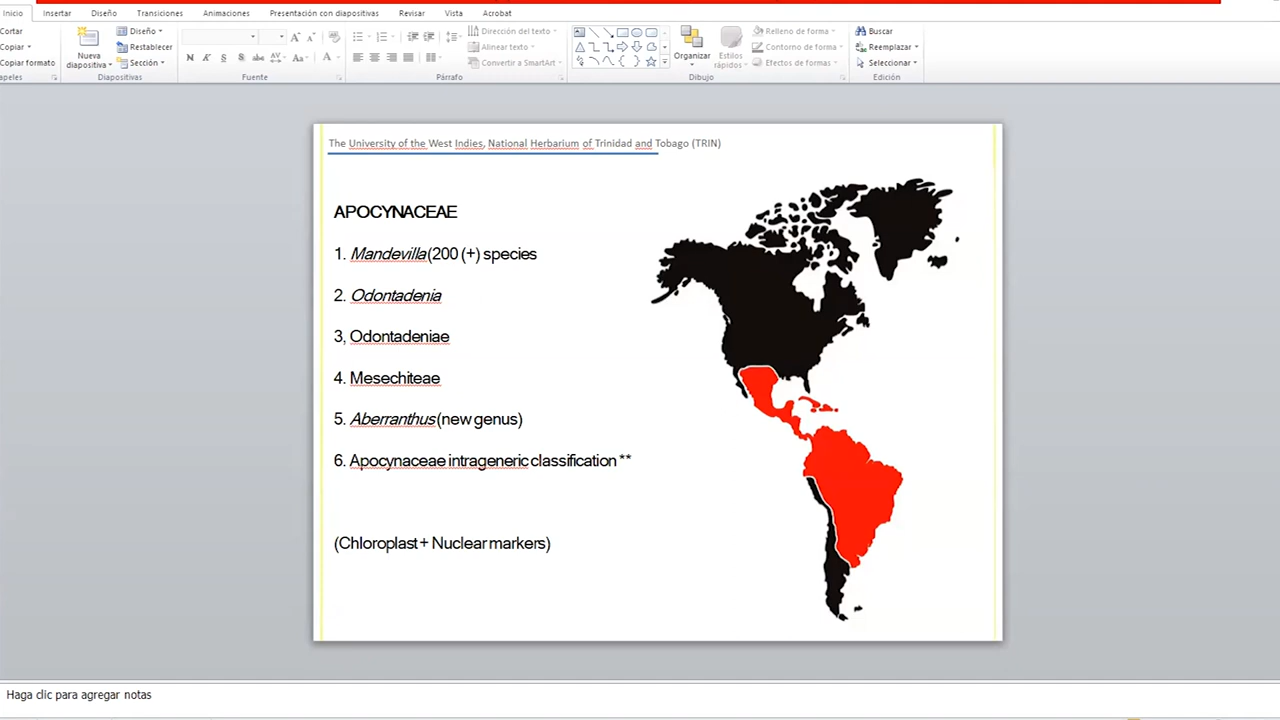 Inicio Insertar Diseño Transiciones Animaciones Presentación con diapositivas Revisar Vista Acrobat
Cortar
Copiar
Copiar formato
Nueva diapositiva
Diseño
Restablecer
Sección
N K S S abc AV Aa A
Dirección del texto
Alinear texto
Convertir a SmartArt
Organizar
Estilos rápidos
Relleno de forma
Contorno de forma
Efectos de formas
Buscar
Reemplazar
Seleccionar
apeles Diapositivas Fuente Párrafo Dibujo Edición
The University of the West Indies, National Herbarium of Trinidad and Tobago (TRIN)
APOCYNACEAE
1. Mandevilla (200 (+) species
2. Odontadenia
3, Odontadeniae
4. Mesechiteae
5. Aberranthus (new genus)
6. Apocynaceae intrageneric classification **
(Chloroplast + Nuclear markers)
Haga clic para agregar notas